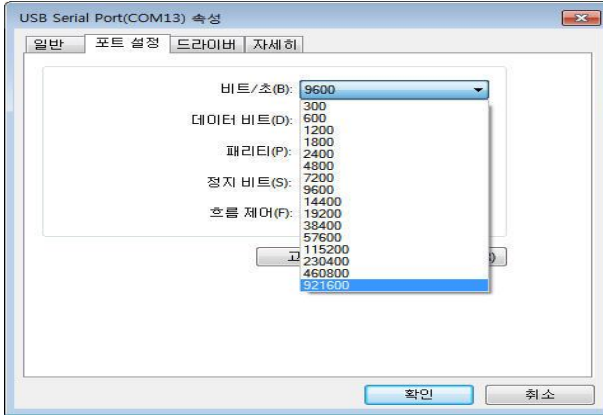 USB Serial Port(COM13) 속성
일반 포트 설정 드라이버 자세히
비트/초(B): 9600
300
데이터 비트(D): 600
1200
1800
패리티(P): 2400
4800
정지 비트(S): 7200
9600
14400
흐름 제어(F): 19200
38400
57600
115200
230400
460800
921600
확인 취소